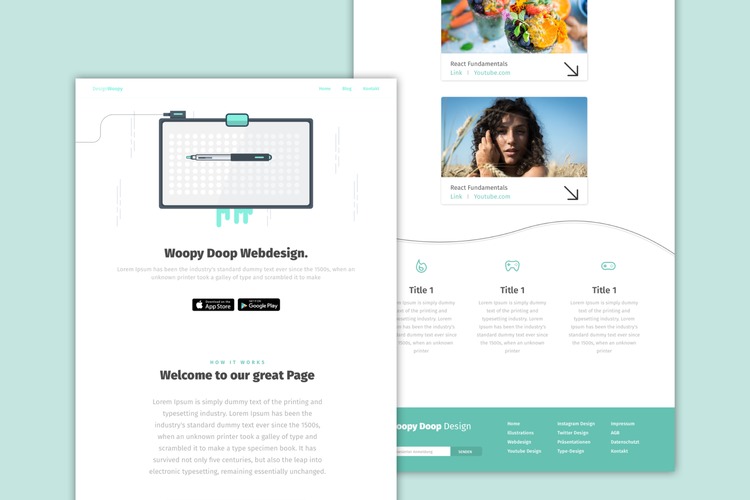 DesignWoopy
Home Blog Kontakt
Woopy Doop Webdesign.
Lorem Ipsum has been the industry's standard dummy text ever since the 1500s, when an
unknown printer took a galley of type and scrambled it to make
Download on the
App Store
GET IT ON
Google Play
HOW IT WORKS
Welcome to our great Page
Lorem Ipsum is simply dummy text of the printing and
typesetting industry. Lorem Ipsum has been the
industry's standard dummy text ever since the 1500s,
when an unknown printer took a galley of type and
scrambled it to make a type specimen book. It has
survived not only five centuries, but also the leap into
electronic typesetting, remaining essentially unchanged.
React Fundamentals
Link | Youtube.com
React Fundamentals
Link | Youtube.com
Title 1
Ipsum is simply dummy
text of the printing and
typesetting industry. Lorem
Ipsum has been the industry's
standard dummy text ever since
the 1500s, when an unknown
printer
Title 1
Lorem Ipsum is simply dummy
text of the printing and
typesetting industry. Lorem
Ipsum has been the industry's
standard dummy text ever since
the 1500s, when an unknown
printer
Title 1
Lorem Ipsum is simply dummy
text of the printing and
typesetting industry. Lorem
Ipsum has been the industry's
standard dummy text ever since
the 1500s, when an unknown
printer
oopy Doop Design
Newsletter Anmeldung
SENDEN
Home
Illustrations
Webdesign
Youtube Design
Instagram Design
Twitter Design
Präsentationen
Type-Design
Impressum
AGB
Datenschutzt
Kontakt